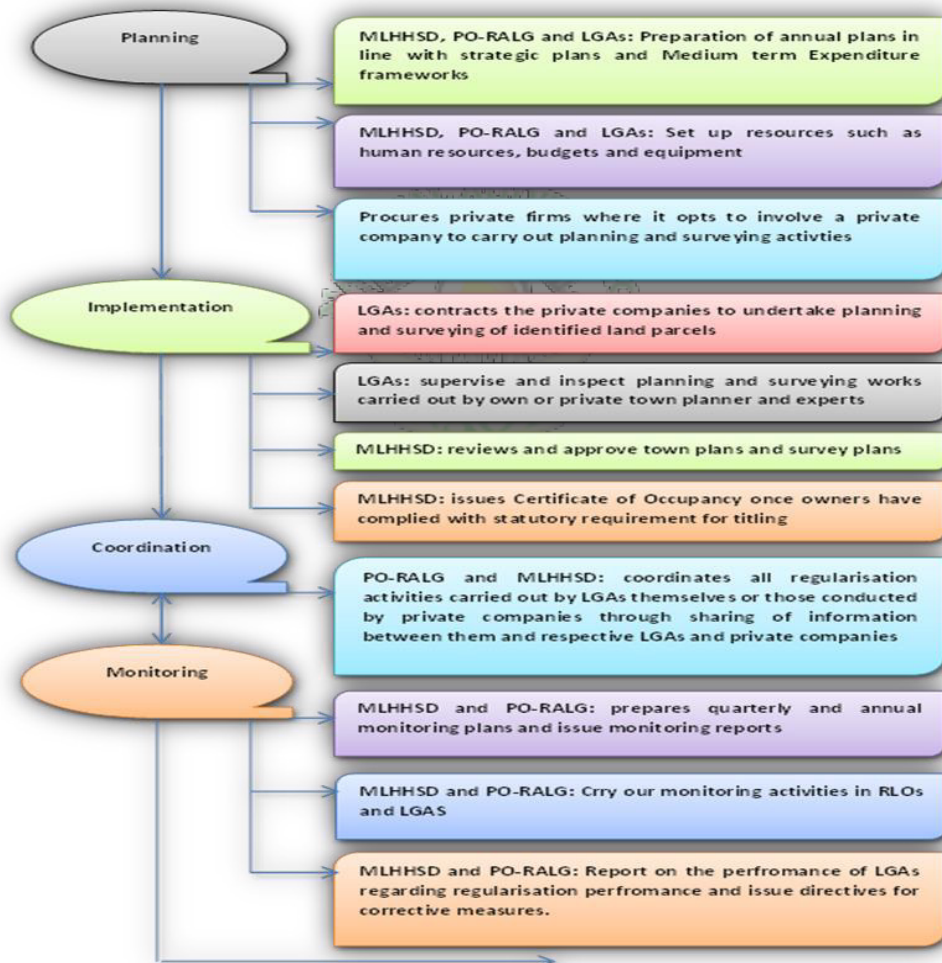 Planning
MLHHSD, PO-RALG and LGAs: Preparation of annual plans in
line with strategic plans and Medium term Expenditure
frameworks
MLHHSD, PO-RALG and LGAs: Set up resources such as
human resources, budgets and equipment
Procures private firms where it opts to involve a private
company to carry out planning and surveying activties
Implementation
LGAs: contracts the private companies to undertake planning
and surveying of identified land parcels
LGAs: supervise and inspect planning and surveying works
carried out by own or private town planner and experts
MLHHSD: reviews and approve town plans and survey plans
MLHHSD: issues Certificate of Occupancy once owners have
complied with statutory requirement for titling
Coordination
PO-RALG and MLHHSD: coordinates all regularisation
activities carried out by LGAs themselves or those conducted
by private companies through sharing of information
between them and respective LGAs and private companies
Monitoring
MLHHSD and PO-RALG: prepares quarterly and annual
monitoring plans and issue monitoring reports
MLHHSD and PO-RALG: Crry our monitoring activities in RLOs
and LGAS
MLHHSD and PO-RALG: Report on the perfromance of LGAs
regarding regularisation perfromance and issue directives for
corrective measures.